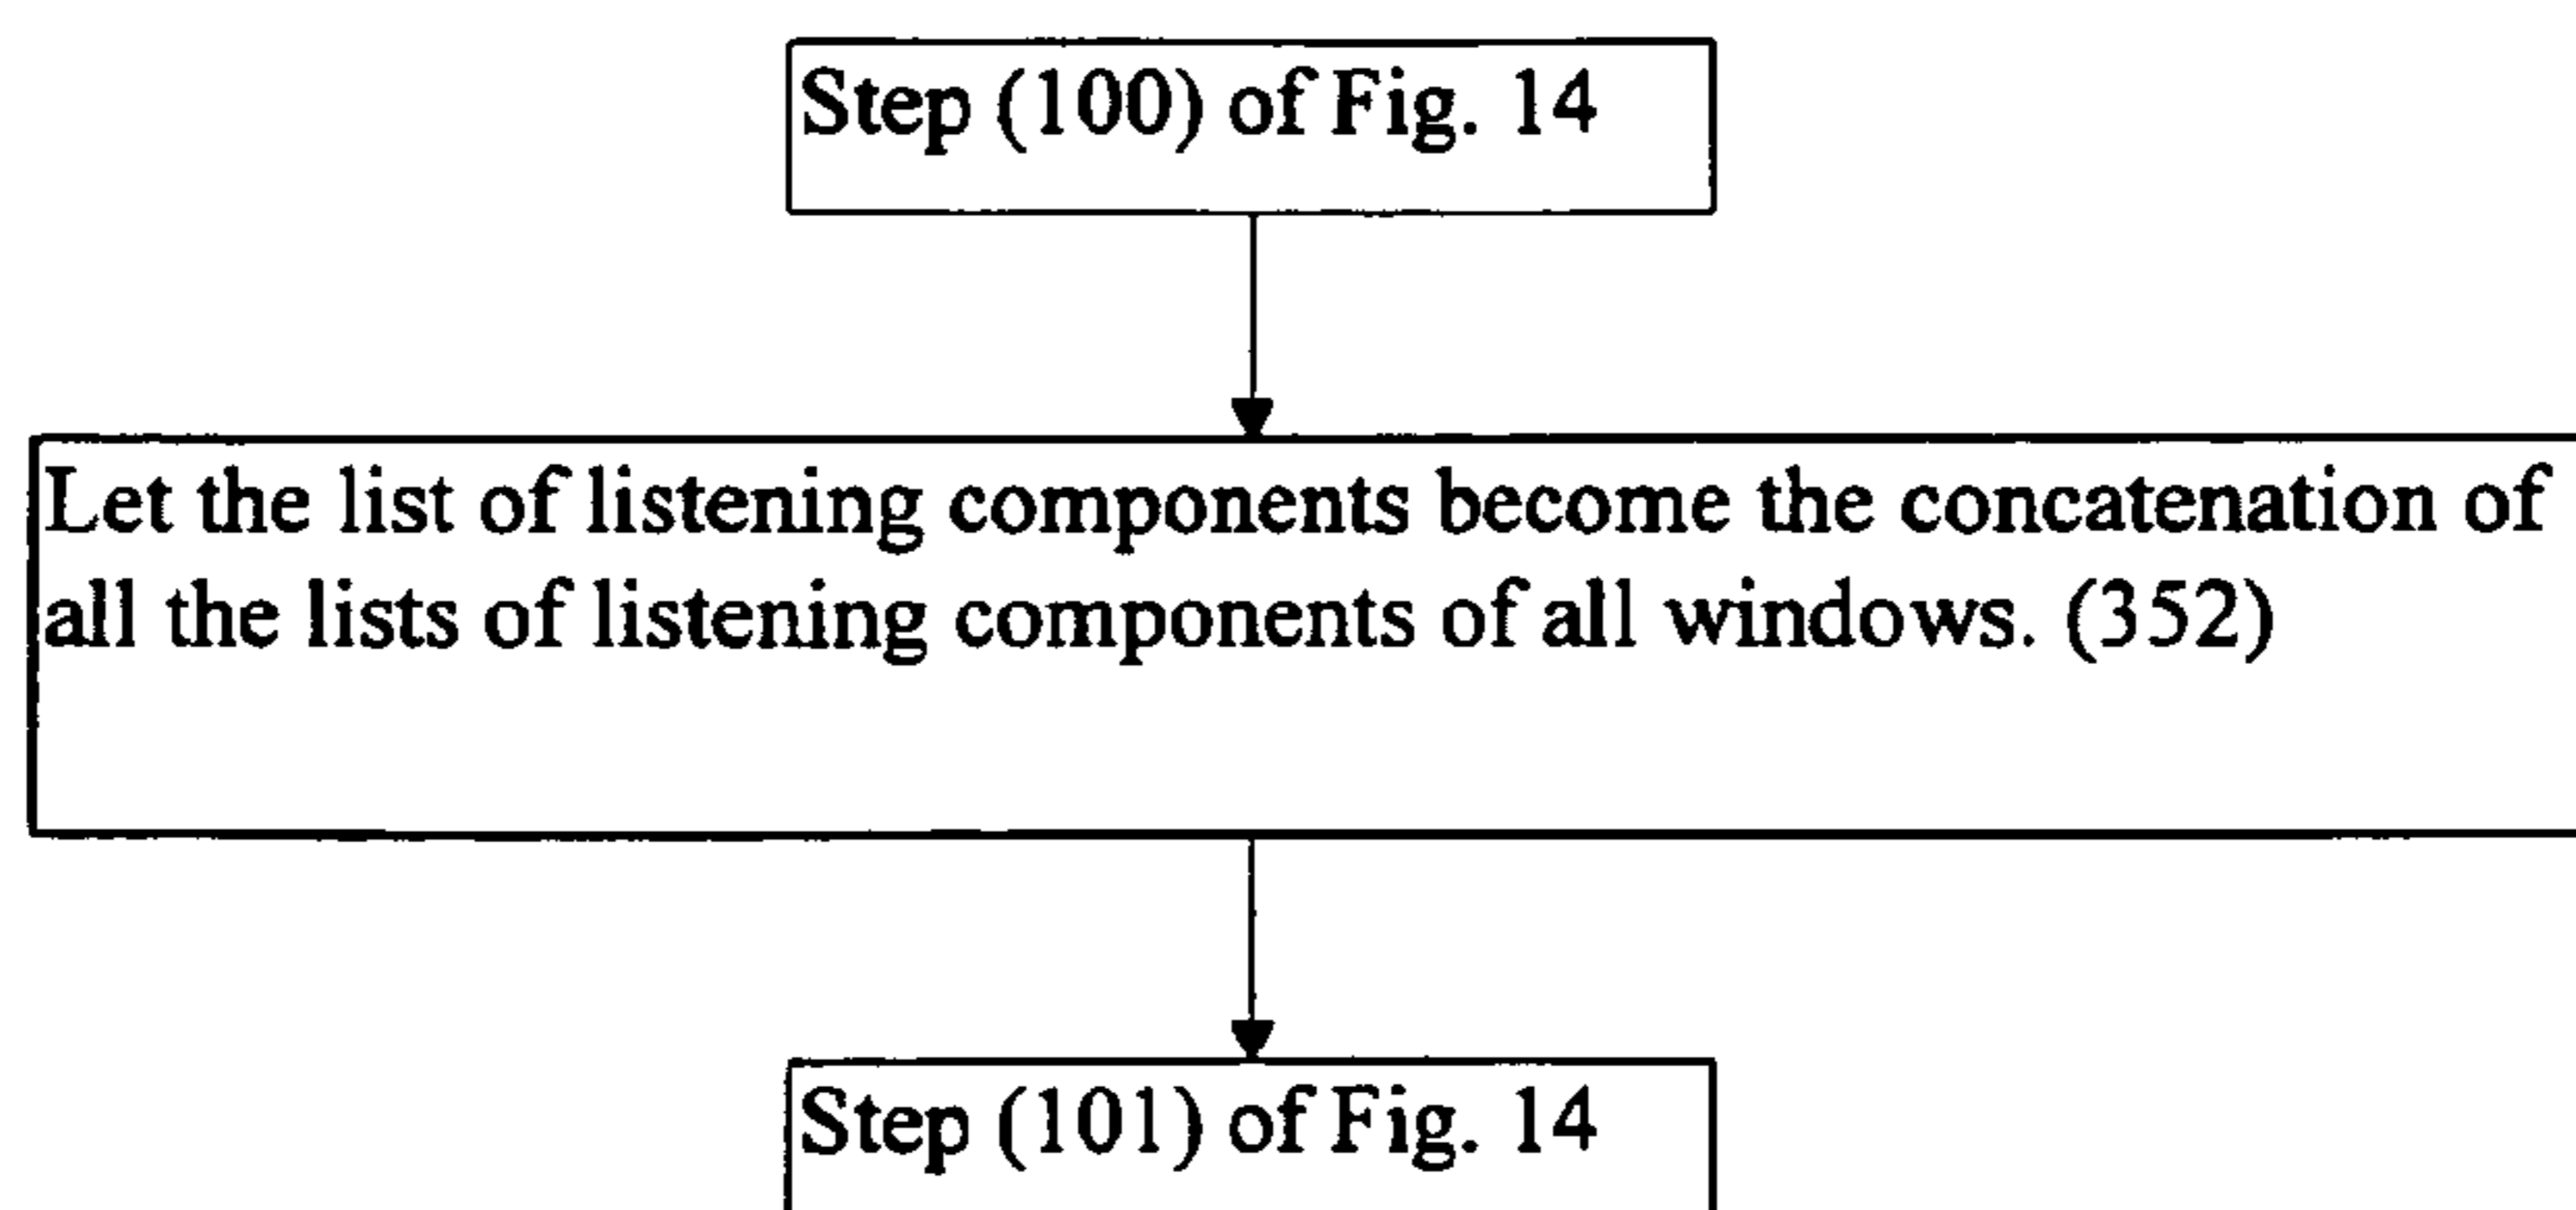 Step (100) of Fig. 14
Let the list of listening components become the concatenation of
all the lists of listening components of all windows. (352)
Step (101) of Fig. 14